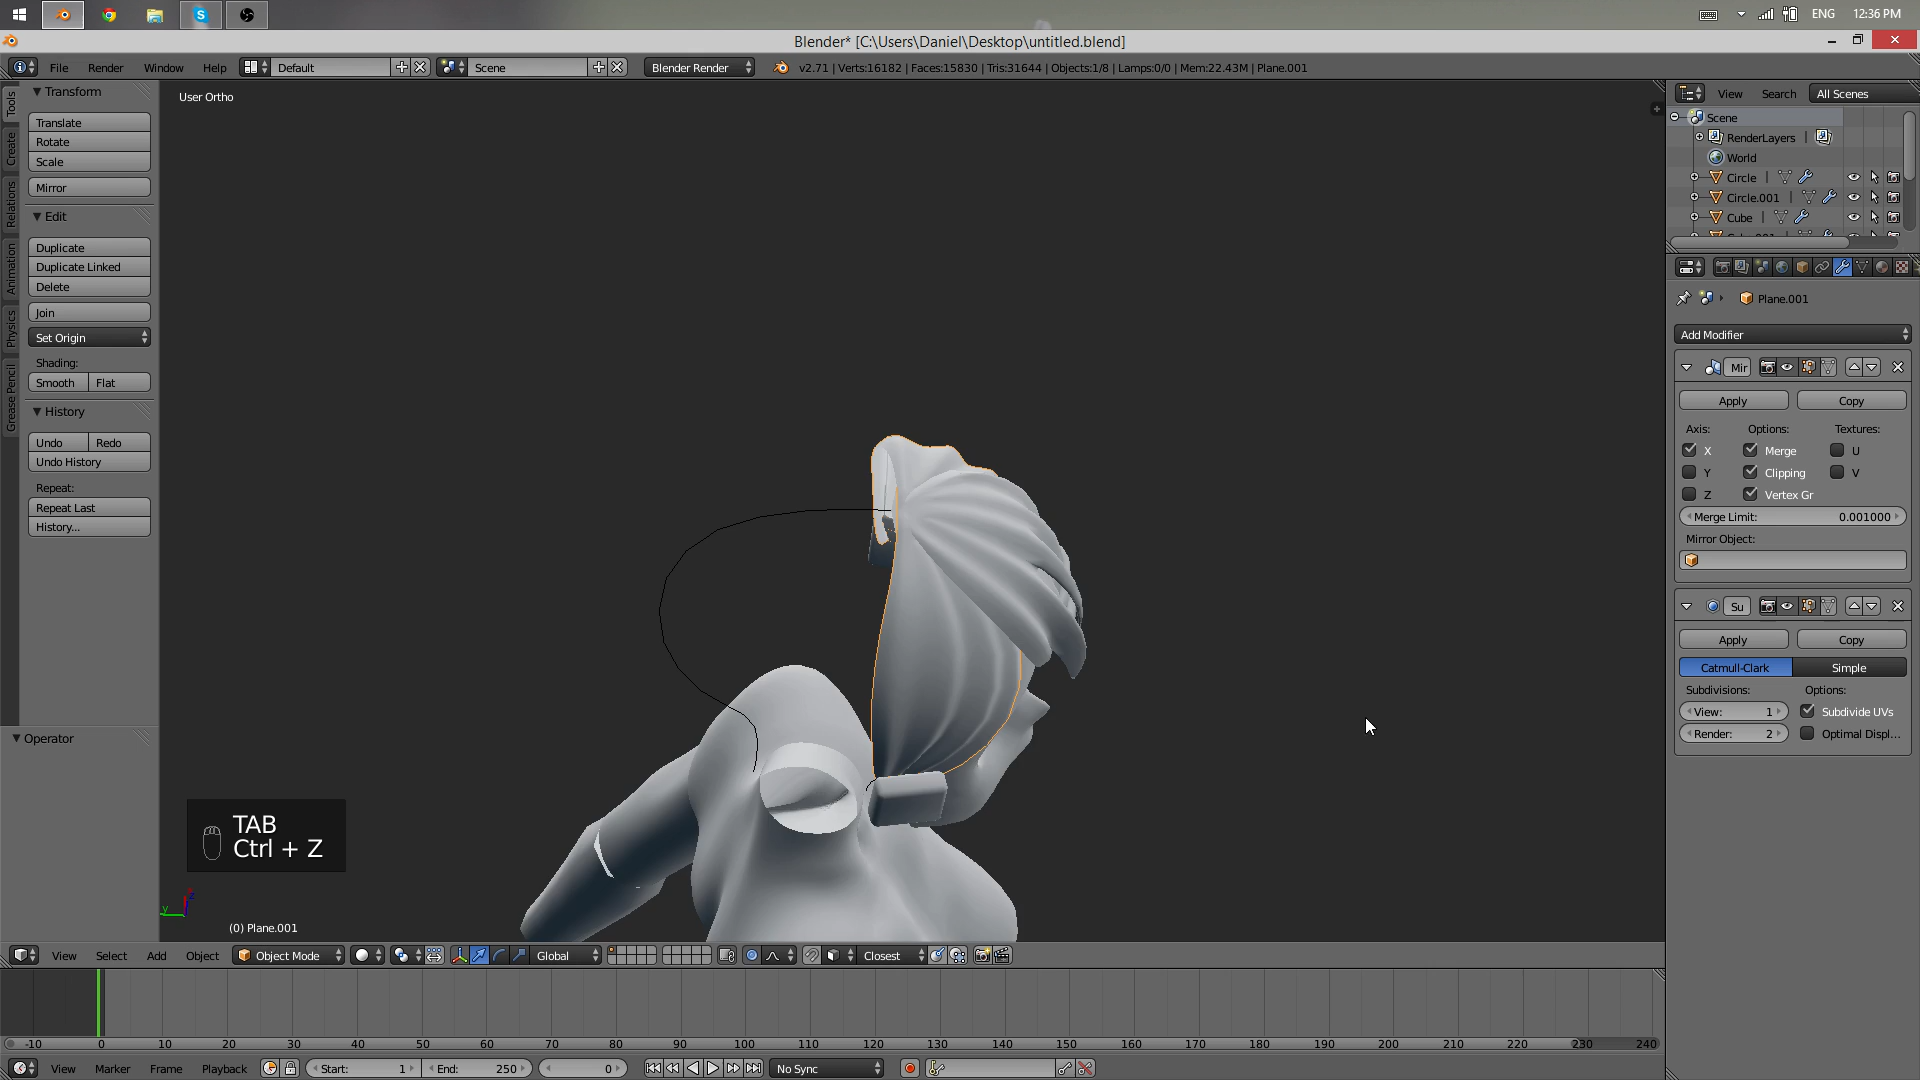 ENG 12:36 PM
Blender* [C:\Users\Daniel\Desktop\untitled.blend]
File Render Window Help Default Scene Blender Render v2.71 | Verts:16182 | Faces:15830 | Tris:31644 | Objects:1/8 | Lamps:0/0 | Mem:22.43M | Plane.001
Tools
Create
Relations
Animation
Physics
Grease Pencil
Transform
Translate
Rotate
Scale
Mirror
Edit
Duplicate
Duplicate Linked
Delete
Join
Set Origin
Shading:
Smooth Flat
History
Undo Redo
Undo History
Repeat:
Repeat Last
History...
Operator
User Ortho
TAB
Ctrl + Z
y
z
(0) Plane.001
View Search All Scenes
Scene
RenderLayers |
World
Circle |
Circle.001 |
Cube |
Plane.001
Add Modifier
Mir
Apply Copy
Axis: Options: Textures:
X Merge U
Y Clipping V
Z Vertex Gr
Merge Limit: 0.001000
Mirror Object:
Su
Apply Copy
Catmull-Clark Simple
Subdivisions: Options:
View: 1 Subdivide UVs
Render: 2 Optimal Displ...
View Select Add Object Object Mode Global Closest
-10 0 10 20 30 40 50 60 70 80 90 100 110 120 130 140 150 160 170 180 190 200 210 220 230 240
View Marker Frame Playback Start: 1 End: 250 0 No Sync